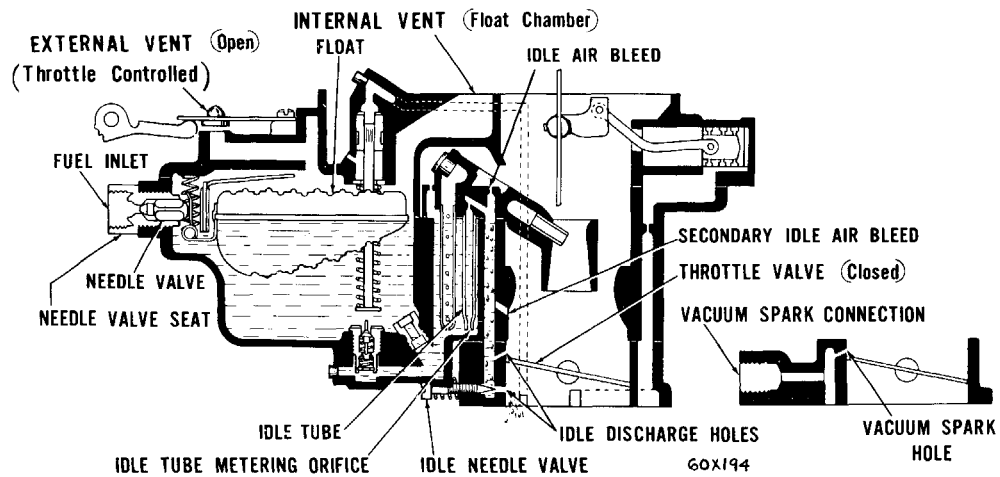 INTERNAL VENT (Float Chamber)
EXTERNAL VENT (Open)
(Throttle Controlled)
FLOAT
IDLE AIR BLEED
FUEL INLET
NEEDLE VALVE
NEEDLE VALVE SEAT
SECONDARY IDLE AIR BLEED
THROTTLE VALVE (Closed)
VACUUM SPARK CONNECTION
IDLE TUBE
IDLE TUBE METERING ORIFICE
IDLE NEEDLE VALVE
IDLE DISCHARGE HOLES
60X194
VACUUM SPARK
HOLE